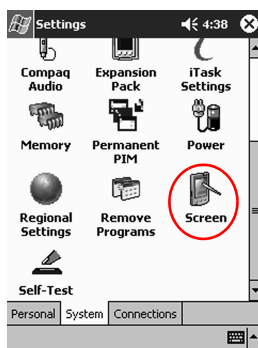 Settings 4:38
Compaq Expansion iTask
Audio Pack Settings
Memory Permanent Power
PIM
Regional Remove Screen
Settings Programs
Self-Test
Personal System Connections